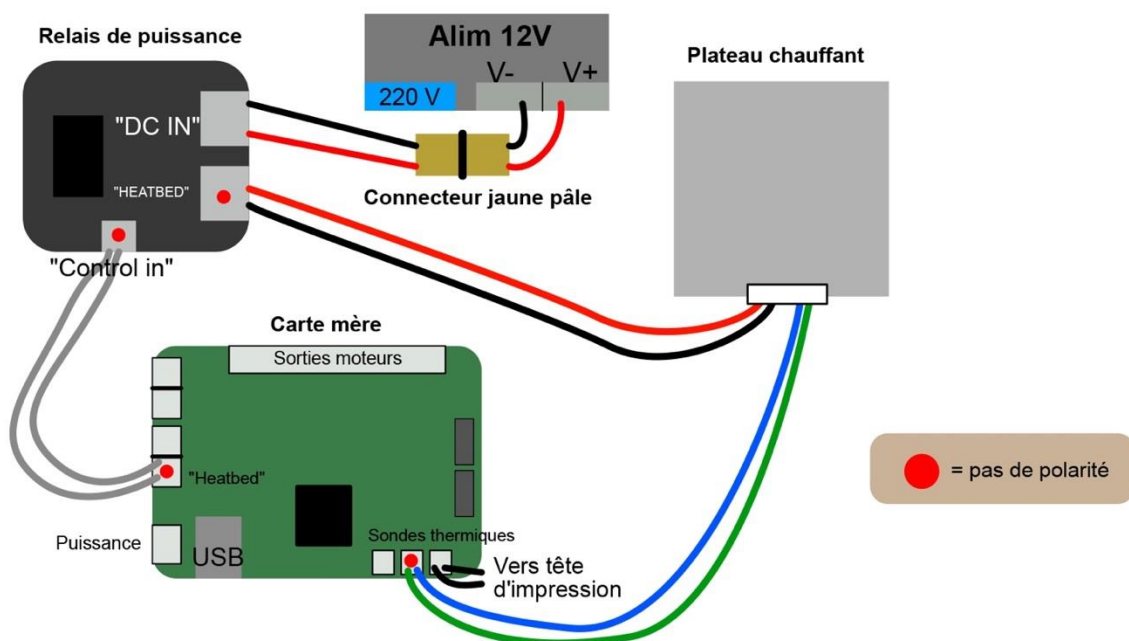 Relais de puissance
Alim 12V
V-
V+
220 V
Plateau chauffant
"DC IN"
"HEATBED"
Connecteur jaune pâle
"Control in"
Carte mère
Sorties moteurs
"Heatbed"
= pas de polarité
Puissance
USB
Sondes thermiques
Vers tête
d'impression